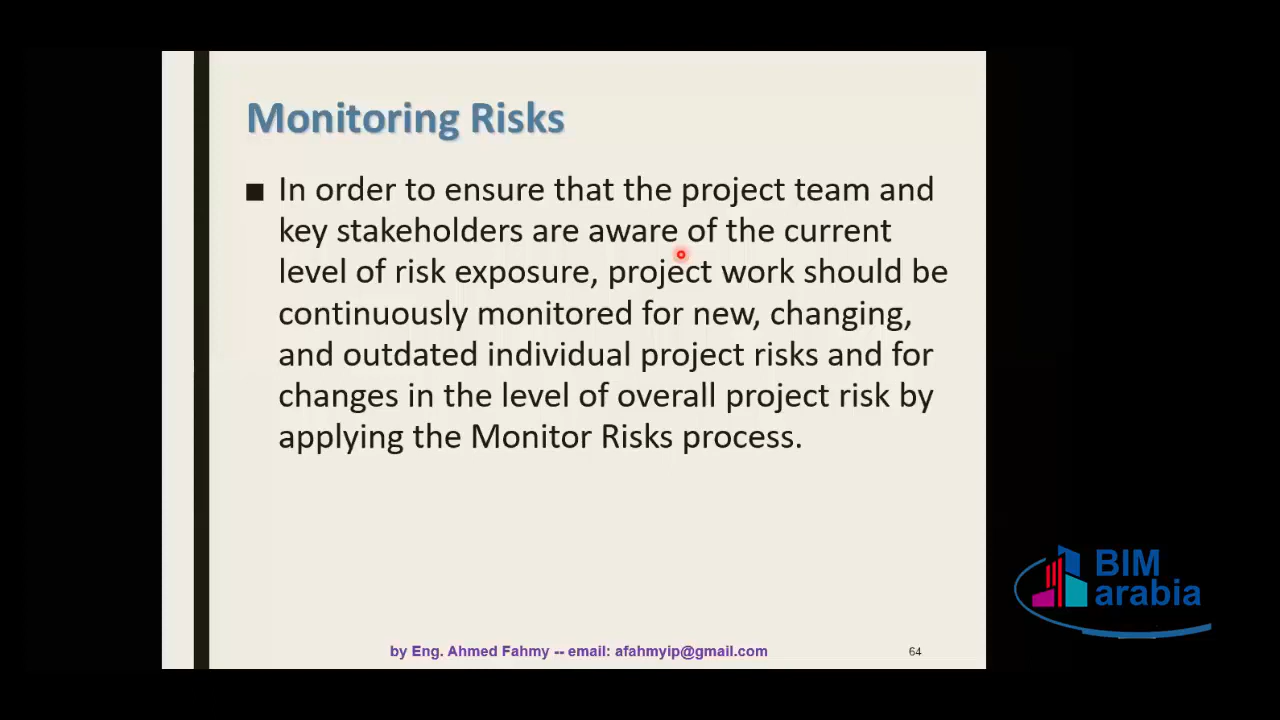 Monitoring Risks
■ In order to ensure that the project team and
key stakeholders are aware of the current
level of risk exposure, project work should be
continuously monitored for new, changing,
and outdated individual project risks and for
changes in the level of overall project risk by
applying the Monitor Risks process.
BIM
arabia
by Eng. Ahmed Fahmy -- email: afahmyip@gmail.com
64